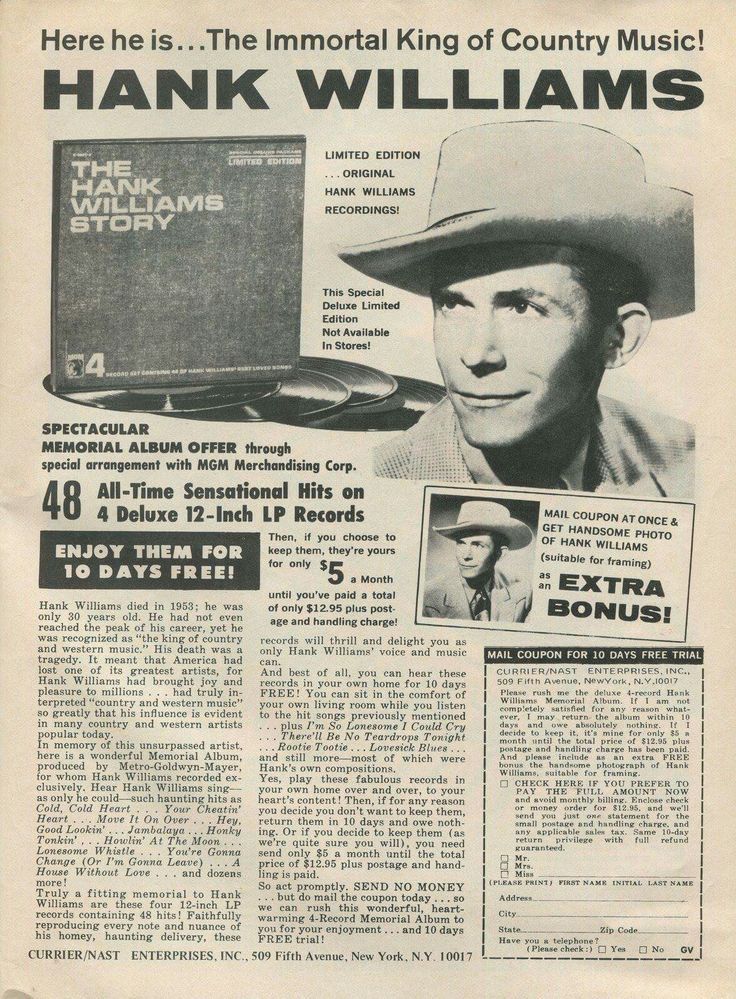 Here he is...The Immortal King of Country Music!
HANK WILLIAMS
SPECIAL DELUXE PACKAGE
LIMITED EDITION
THE
HANK
WILLIAMS
STORY
4 RECORD SET CONTAINING 48 OF HANK WILLIAMS' BEST LOVED SONGS
LIMITED EDITION
...ORIGINAL
HANK WILLIAMS
RECORDINGS!
This Special
Deluxe Limited
Edition
Not Available
In Stores!
SPECTACULAR
MEMORIAL ALBUM OFFER through
special arrangement with MGM Merchandising Corp.
48 All-Time Sensational Hits on
4 Deluxe 12-Inch LP Records
ENJOY THEM FOR
10 DAYS FREE!
Then, if you choose to
keep them, they're yours
for only $5
a Month
until you've paid a total
of only $12.95 plus post-
age and handling charge!
MAIL COUPON AT ONCE &
GET HANDSOME PHOTO
OF HANK WILLIAMS
(suitable for framing)
as an EXTRA
BONUS!
Hank Williams died in 1953; he was
only 30 years old. He had not even
reached the peak of his career, yet he
was recognized as "the king of country
and western music." His death was a
tragedy. It meant that America had
lost one of its greatest artists, for
Hank Williams had brought joy and
pleasure to millions . . . had truly in-
terpreted "country and western music"
so greatly that his influence is evident
in many country and western artists
popular today.
In memory of this unsurpassed artist,
here is a wonderful Memorial Album,
produced by Metro-Goldwyn-Mayer,
for whom Hank Williams recorded ex-
clusively. Hear Hank Williams sing—
as only he could—such haunting hits as
Cold, Cold Heart . . . Your Cheatin'
Heart . . . Move It On Over . . . Hey,
Good Lookin' . . . Jambalaya . . . Honky
Tonkin' . . . Howlin' At The Moon . . .
Lonesome Whistle . . . You're Gonna
Change (Or I'm Gonna Leave) . . . A
House Without Love . . . and dozens
more!
Truly a fitting memorial to Hank
Williams are these four 12-inch LP
records containing 48 hits! Faithfully
reproducing every note and nuance of
his homey, haunting delivery, these
records will thrill and delight you as
only Hank Williams' voice and music
can.
And best of all, you can hear these
records in your own home for 10 days
FREE! You can sit in the comfort of
your own living room while you listen
to the hit songs previously mentioned
. . . plus I'm So Lonesome I Could Cry
. . . There'll Be No Teardrops Tonight
. . . Rootie Tootie . . . Lovesick Blues . . .
and still more—most of which were
Hank's own compositions.
Yes, play these fabulous records in
your own home over and over, to your
heart's content! Then, if for any reason
you decide you don't want to keep them,
return them in 10 days and owe noth-
ing. Or if you decide to keep them (as
we're quite sure you will), you need
send only $5 a month until the total
price of $12.95 plus postage and hand-
ling is paid.
So act promptly. SEND NO MONEY
. . . but do mail the coupon today . . . so
we can rush this wonderful, heart-
warming 4-Record Memorial Album to
you for your enjoyment . . . and 10 days
FREE trial!
MAIL COUPON FOR 10 DAYS FREE TRIAL
CURRIER/NAST ENTERPRISES, INC.,
509 Fifth Avenue, NewYork, N.Y.10017
Please rush me the deluxe 4-record Hank
Williams Memorial Album. If I am not
completely satisfied for any reason what-
ever, I may return the album within 10
days and owe absolutely nothing. If I
decide to keep it, it's mine for only $5 a
month until the total price of $12.95 plus
postage and handling charge has been paid.
And please include as an extra FREE
bonus the handsome photograph of Hank
Williams, suitable for framing.
☐ CHECK HERE IF YOU PREFER TO
PAY THE FULL AMOUNT NOW
and avoid monthly billing. Enclose check
or money order for $12.95, and we'll
send you just one statement for the
small postage and handling charge, and
any applicable sales tax. Same 10-day
return privilege with full refund
guaranteed.
☐ Mr.
☐ Mrs.
☐ Miss
(PLEASE PRINT) FIRST NAME INITIAL LAST NAME
Address
City
State Zip Code
Have you a telephone?
(Please check:) ☐ Yes ☐ No GV
CURRIER/NAST ENTERPRISES, INC., 509 Fifth Avenue, New York, N.Y. 10017